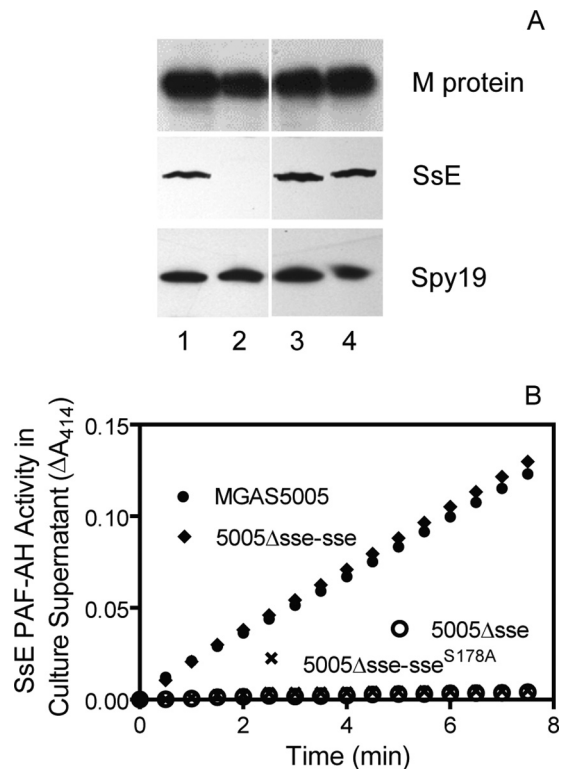 A
M protein
SsE
Spy19
1 2 3 4
B
SsE PAF-AH Activity in
Culture Supernatant (ΔA414)
0.15
0.10
0.05
0.00
MGAS5005
5005Δsse-sse
5005Δsse
5005Δsse-sseS178A
0 2 4 6 8
Time (min)